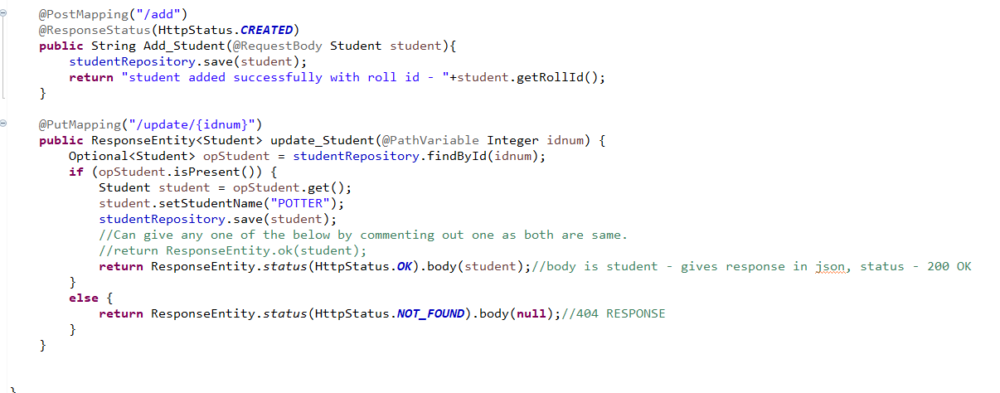 @PostMapping("/add")
@ResponseStatus(HttpStatus.CREATED)
public String Add_Student(@RequestBody Student student){
studentRepository.save(student);
return "student added successfully with roll id - "+student.getRollId();
}
@PutMapping("/update/{idnum}")
public ResponseEntity<Student> update_Student(@PathVariable Integer idnum) {
Optional<Student> opStudent = studentRepository.findById(idnum);
if (opStudent.isPresent()) {
Student student = opStudent.get();
student.setStudentName("POTTER");
studentRepository.save(student);
//Can give any one of the below by commenting out one as both are same.
//return ResponseEntity.ok(student);
return ResponseEntity.status(HttpStatus.OK).body(student);//body is student - gives response in json, status - 200 OK
}
else {
return ResponseEntity.status(HttpStatus.NOT_FOUND).body(null);//404 RESPONSE
}
}
}